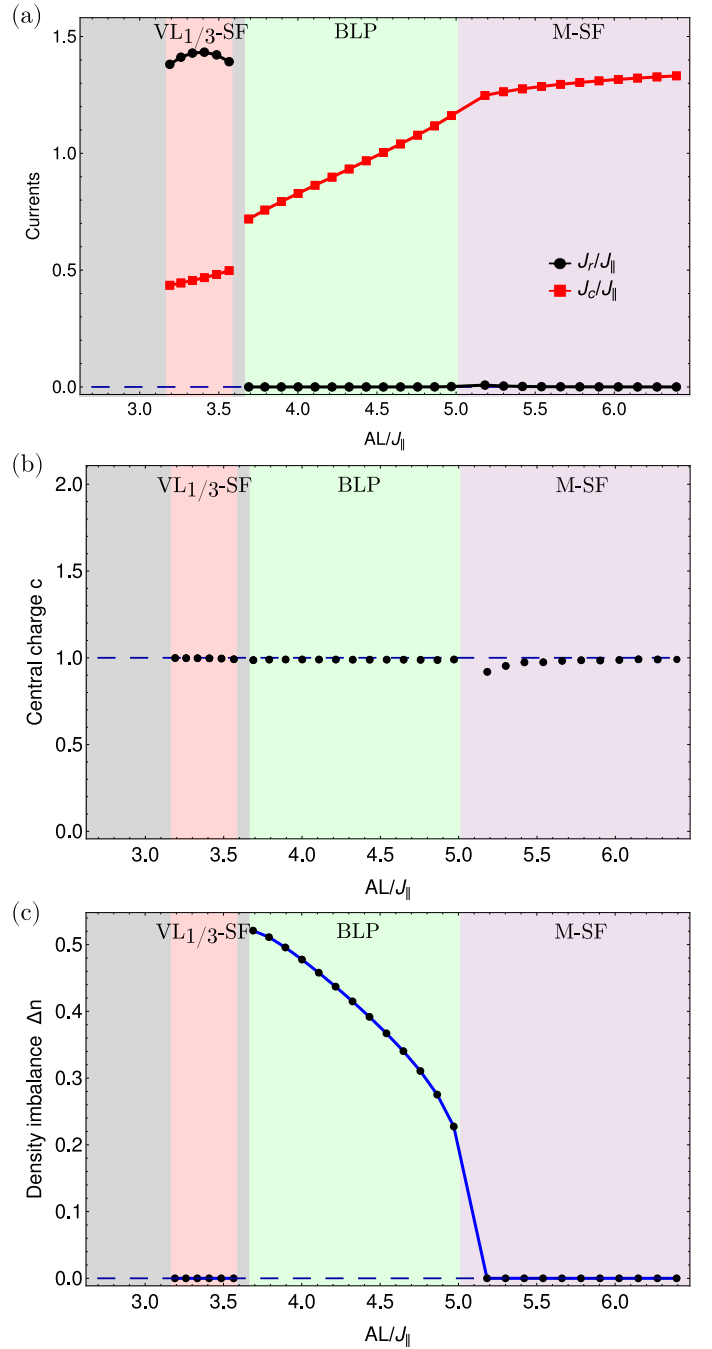 (a)
VL1/3-SF BLP M-SF
1.5
1.0
0.5
0.0
Currents
Jr/J∥
Jc/J∥
3.0 3.5 4.0 4.5 5.0 5.5 6.0
AL/J∥
(b)
VL1/3-SF BLP M-SF
2.0
1.5
1.0
0.5
0.0
Central charge c
3.0 3.5 4.0 4.5 5.0 5.5 6.0
AL/J∥
(c)
VL1/3-SF BLP M-SF
0.5
0.4
0.3
0.2
0.1
0.0
Density imbalance Δn
3.0 3.5 4.0 4.5 5.0 5.5 6.0
AL/J∥